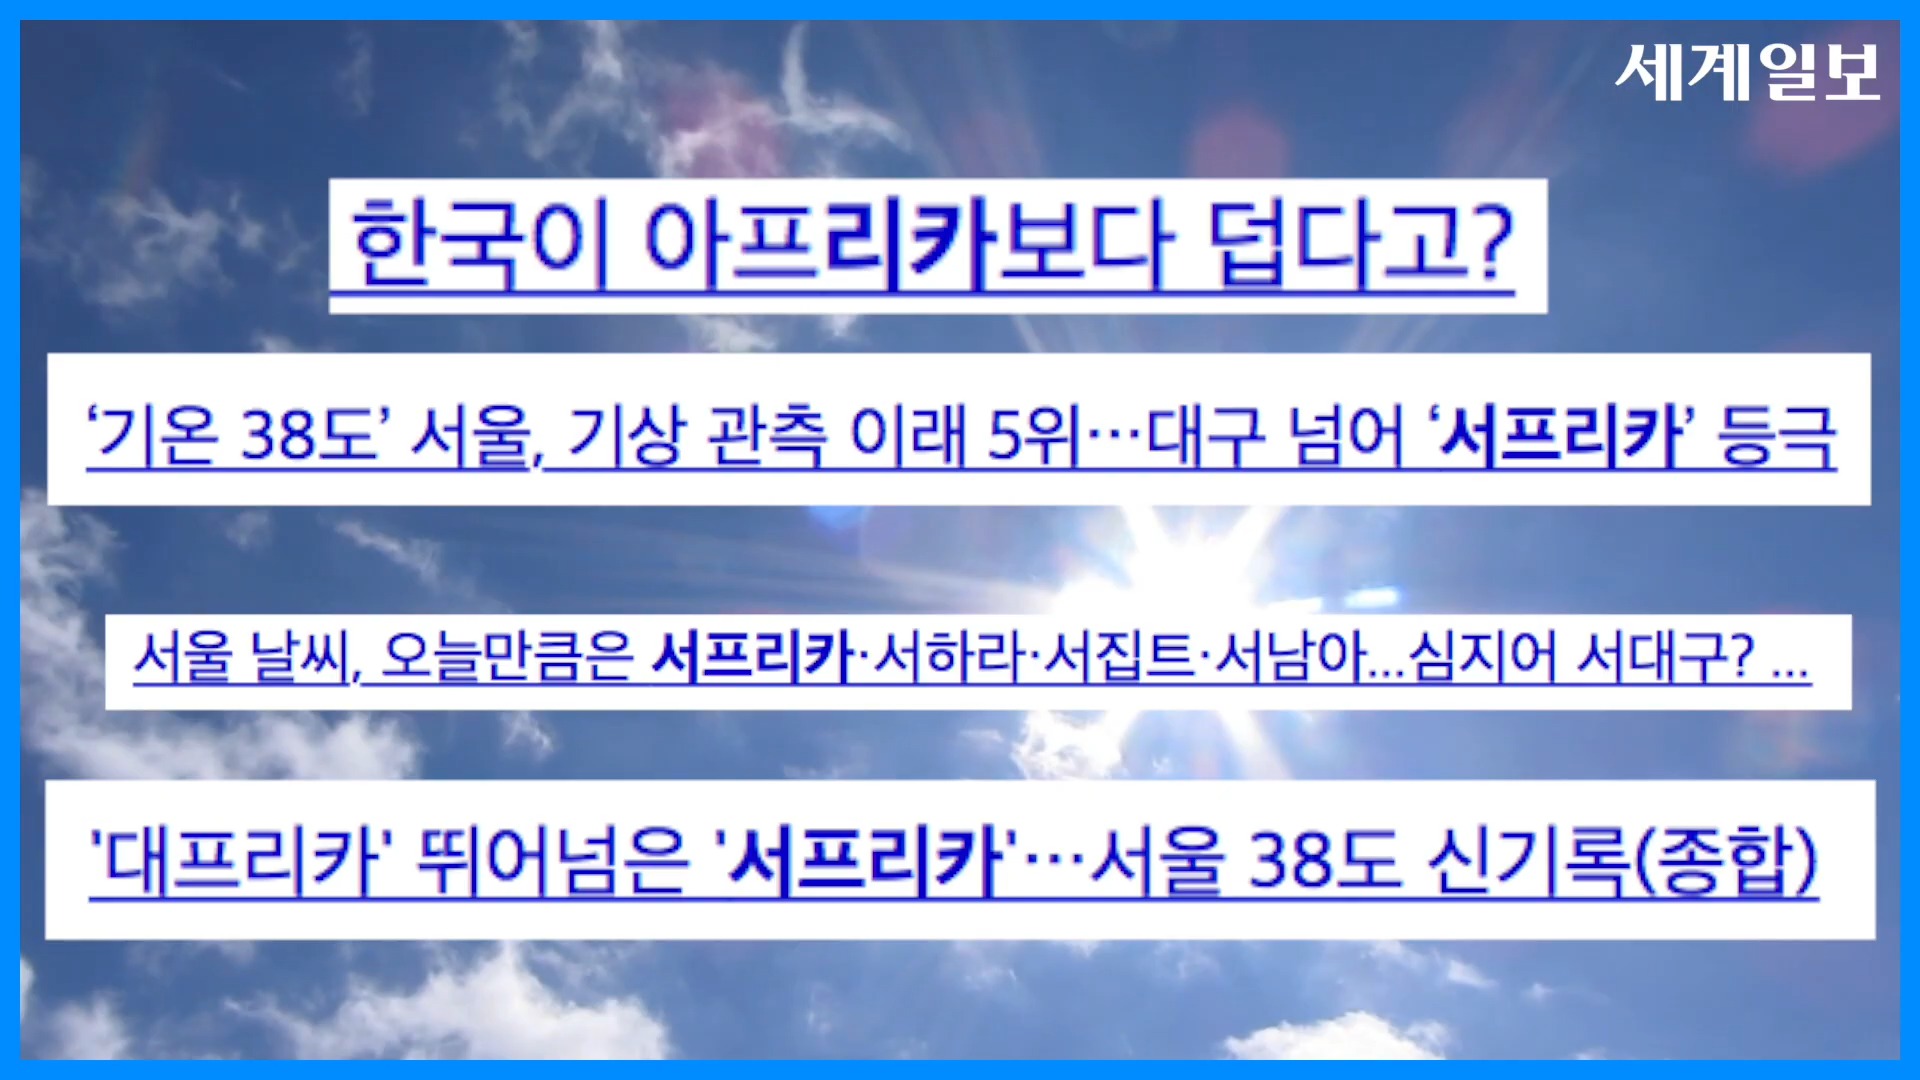 세계일보
한국이 아프리카보다 덥다고?
‘기온 38도’ 서울, 기상 관측 이래 5위…대구 넘어 ‘서프리카’ 등극
서울 날씨, 오늘만큼은 서프리카·서하라·서집트·서남아...심지어 서대구? ...
'대프리카' 뛰어넘은 '서프리카'…서울 38도 신기록(종합)